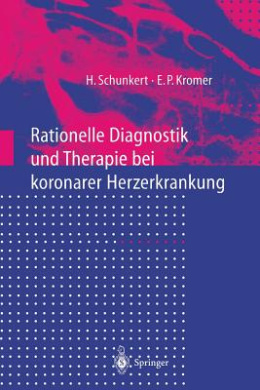 H. Schunkert · E. P. Kromer
Rationelle Diagnostik
und Therapie bei
koronarer Herzerkrankung
Springer